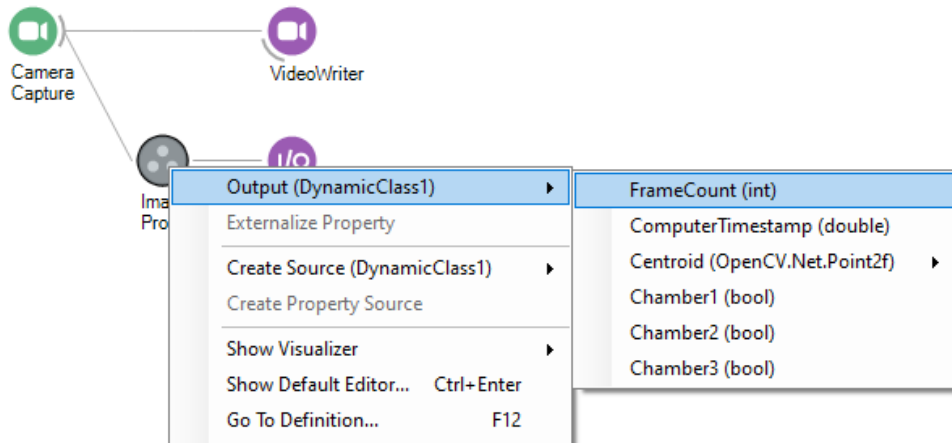 Camera
Capture
VideoWriter
I/O
Ima
Pro
Output (DynamicClass1)
Externalize Property
Create Source (DynamicClass1)
Create Property Source
Show Visualizer
Show Default Editor... Ctrl+Enter
Go To Definition... F12
FrameCount (int)
ComputerTimestamp (double)
Centroid (OpenCV.Net.Point2f)
Chamber1 (bool)
Chamber2 (bool)
Chamber3 (bool)